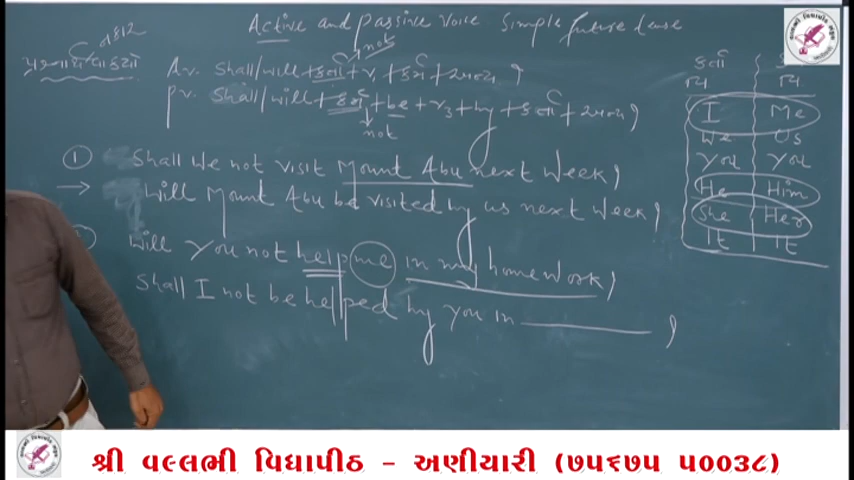 Active and passive voice simple future tense
નકાર
પ્રશ્નાર્થ વાક્યો
not
A.v. Shall/will + કર્તા + v1 + કર્મ + અન્ય ?
p.v. Shall/will + કર્મ + be + v3 + by + કર્તા + અન્ય ?
not
① Shall we not visit Mount Abu next week?
→ Will Mount Abu be visited by us next week?
Will you not help me in my homework?
Shall I not be helped by you in ________ ?
કર્તા
I Me
We Us
You You
He Him
She Her
It It
શ્રી વલ્લભી વિદ્યાપીઠ - અણીયારી (૭૫૬૭૫ ૫૦૦૩૮)